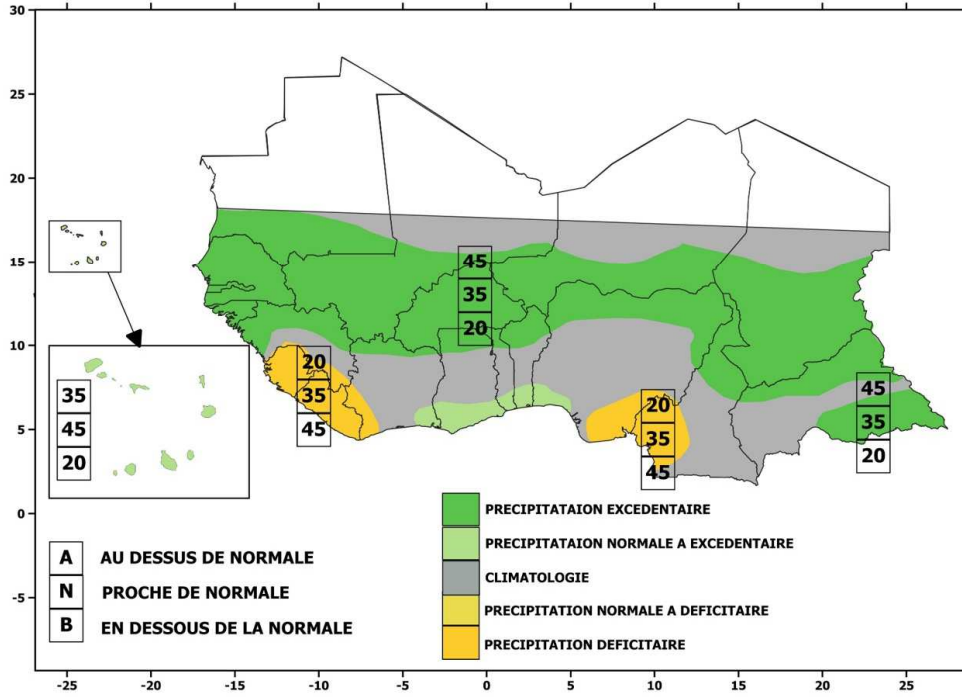 30
25
20
15
10
5
0
-5
45
35
20
20
35
45
20
35
45
45
35
20
35
45
20
A AU DESSUS DE NORMALE
N PROCHE DE NORMALE
B EN DESSOUS DE LA NORMALE
PRECIPITATAION EXCEDENTAIRE
PRECIPITATAION NORMALE A EXCEDENTAIRE
CLIMATOLOGIE
PRECIPITATION NORMALE A DEFICITAIRE
PRECIPITATION DEFICITAIRE
-25 -20 -15 -10 -5 0 5 10 15 20 25